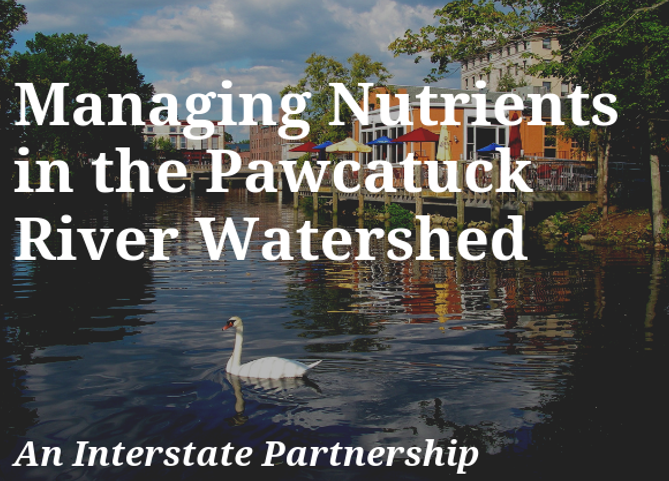 Managing Nutrients
in the Pawcatuck
River Watershed
An Interstate Partnership